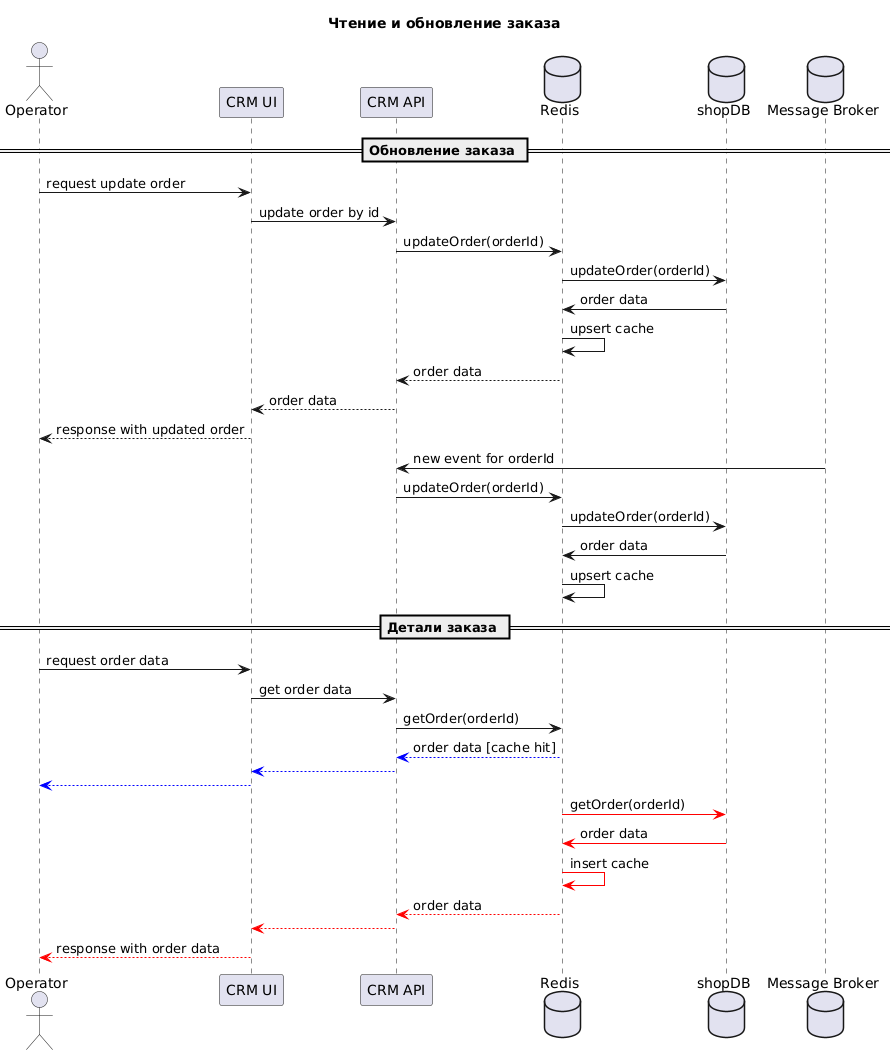 Чтение и обновление заказа
Operator
CRM UI
CRM API
Redis
shopDB
Message Broker
Обновление заказа
request update order
update order by id
updateOrder(orderId)
updateOrder(orderId)
order data
upsert cache
order data
order data
response with updated order
new event for orderId
updateOrder(orderId)
updateOrder(orderId)
order data
upsert cache
Детали заказа
request order data
get order data
getOrder(orderId)
order data [cache hit]
getOrder(orderId)
order data
insert cache
order data
response with order data
Operator
CRM UI
CRM API
Redis
shopDB
Message Broker